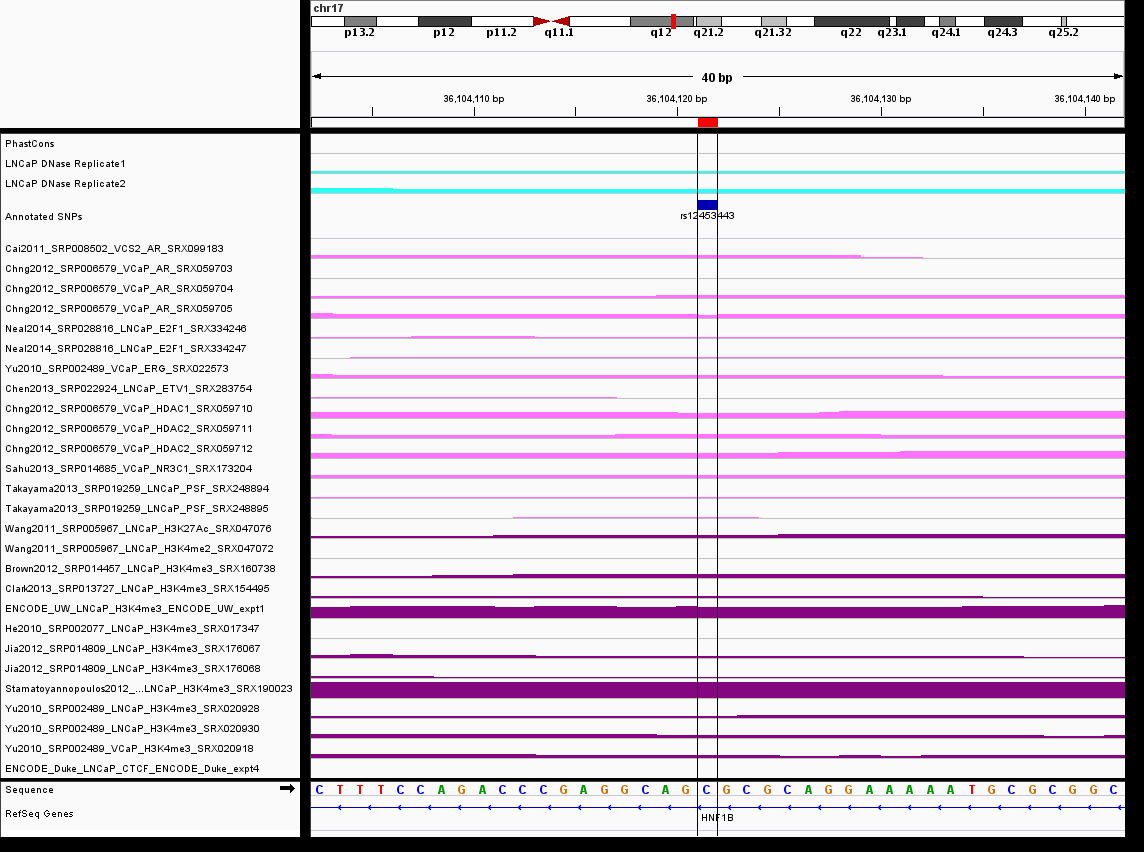 chr17
p13.2 p12 p11.2 q11.1 q12 q21.2 q21.32 q22 q23.1 q24.1 q24.3 q25.2
40 bp
36,104,110 bp 36,104,120 bp 36,104,130 bp 36,104,140 bp
PhastCons
LNCaP DNase Replicate1
LNCaP DNase Replicate2
Annotated SNPs
rs12453443
Cai2011_SRP008502_VCS2_AR_SRX099183
Chng2012_SRP006579_VCaP_AR_SRX059703
Chng2012_SRP006579_VCaP_AR_SRX059704
Chng2012_SRP006579_VCaP_AR_SRX059705
Neal2014_SRP028816_LNCaP_E2F1_SRX334246
Neal2014_SRP028816_LNCaP_E2F1_SRX334247
Yu2010_SRP002489_VCaP_ERG_SRX022573
Chen2013_SRP022924_LNCaP_ETV1_SRX283754
Chng2012_SRP006579_VCaP_HDAC1_SRX059710
Chng2012_SRP006579_VCaP_HDAC2_SRX059711
Chng2012_SRP006579_VCaP_HDAC2_SRX059712
Sahu2013_SRP014685_VCaP_NR3C1_SRX173204
Takayama2013_SRP019259_LNCaP_PSF_SRX248894
Takayama2013_SRP019259_LNCaP_PSF_SRX248895
Wang2011_SRP005967_LNCaP_H3K27Ac_SRX047076
Wang2011_SRP005967_LNCaP_H3K4me2_SRX047072
Brown2012_SRP014457_LNCaP_H3K4me3_SRX160738
Clark2013_SRP013727_LNCaP_H3K4me3_SRX154495
ENCODE_UW_LNCaP_H3K4me3_ENCODE_UW_expt1
He2010_SRP002077_LNCaP_H3K4me3_SRX017347
Jia2012_SRP014809_LNCaP_H3K4me3_SRX176067
Jia2012_SRP014809_LNCaP_H3K4me3_SRX176068
Stamatoyannopoulos2012_...LNCaP_H3K4me3_SRX190023
Yu2010_SRP002489_LNCaP_H3K4me3_SRX020928
Yu2010_SRP002489_LNCaP_H3K4me3_SRX020930
Yu2010_SRP002489_VCaP_H3K4me3_SRX020918
ENCODE_Duke_LNCaP_CTCF_ENCODE_Duke_expt4
Sequence C T T T C C A G A C C C G A G G C A G C G C G C A G G A A A A A T G C G C G G C
RefSeq Genes
HNF1B